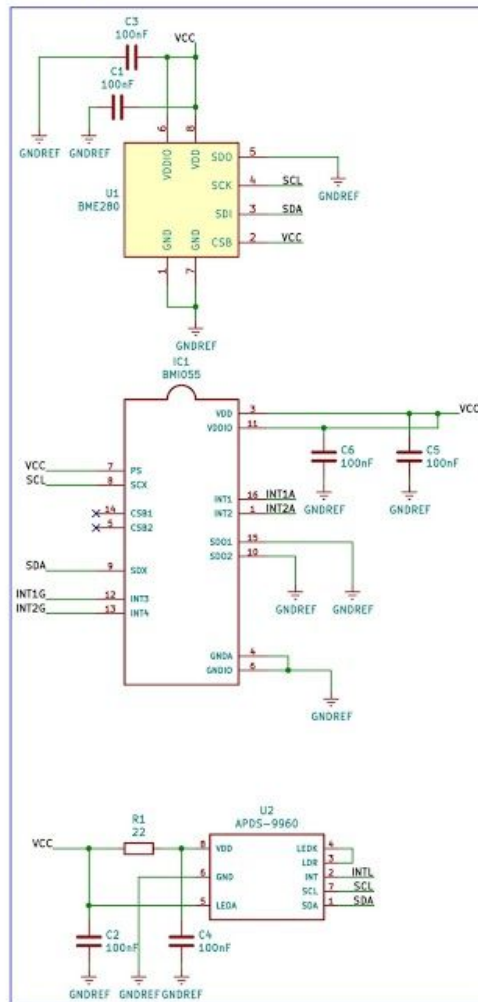 C3
100nF
VCC
C1
100nF
GNDREF
GNDREF
6
8
VDDIO
VDD
SDO
5
SCK
4
SCL
GNDREF
U1
BME280
SDI
3
SDA
GND
GND
CSB
2
VCC
1
7
GNDREF
IC1
BMI055
VDD
3
VCC
VDDIO
11
C6
100nF
C5
100nF
VCC
7
PS
SCL
8
SCX
GNDREF
GNDREF
14
CSB1
INT1
16
INT1A
5
CSB2
INT2
1
INT2A
SDO1
15
SDO2
10
SDA
9
SDX
INT1G
12
INT3
GNDREF
GNDREF
INT2G
13
INT4
GNDA
4
GNDIO
6
GNDREF
U2
APDS-9960
R1
22
VCC
8
VDD
LEDK
4
LDR
3
6
GND
INT
2
INTL
SCL
7
SCL
5
LEDA
SDA
1
SDA
C2
100nF
C4
100nF
GNDREF
GNDREF
GNDREF